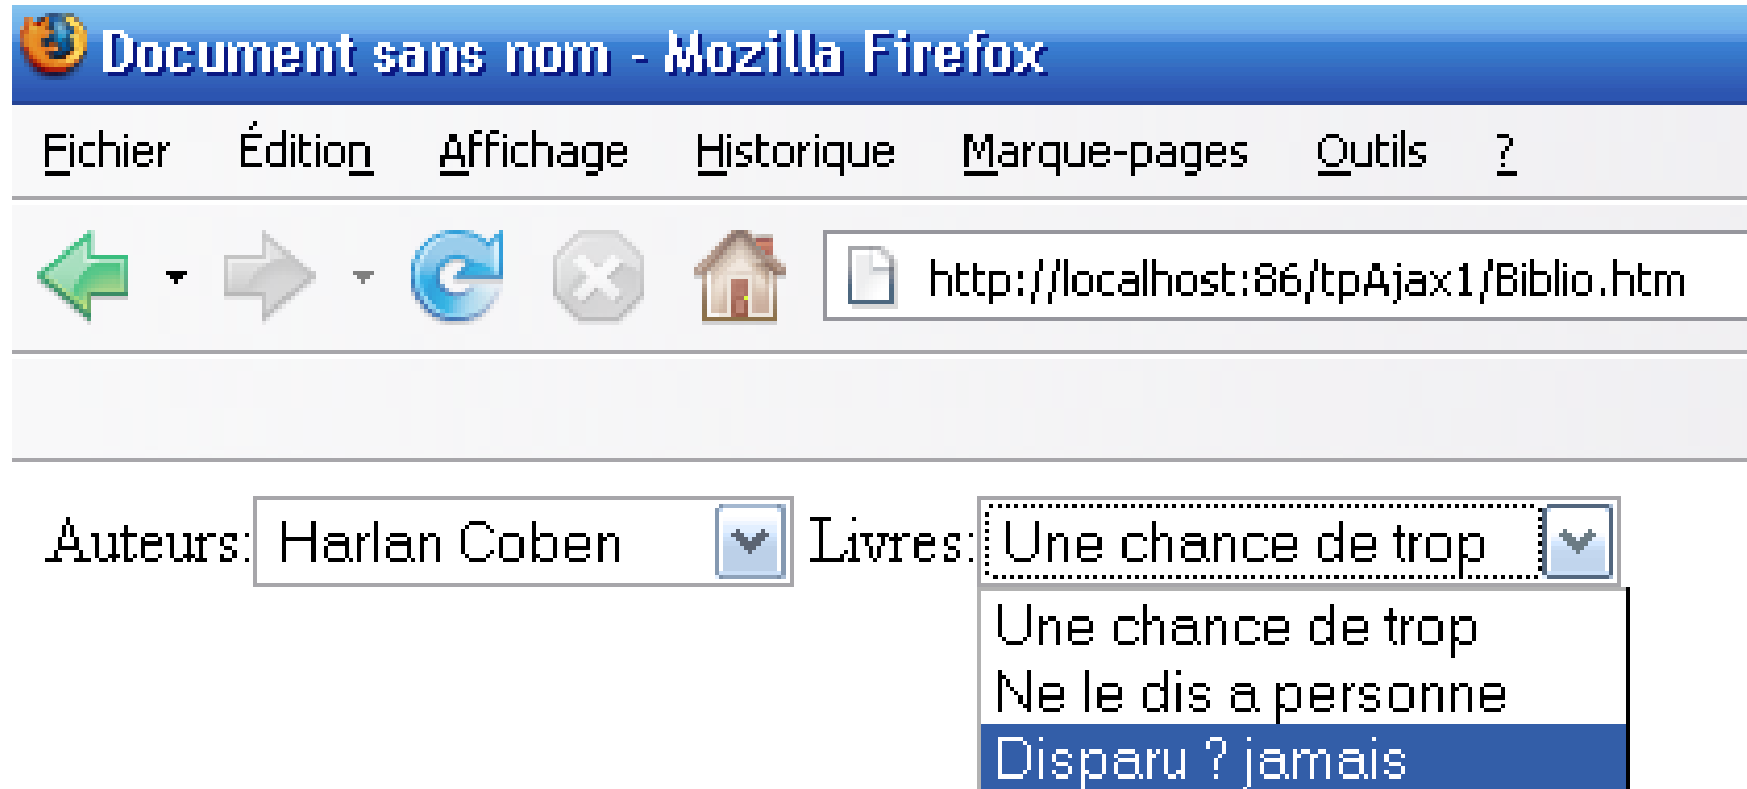 Document sans nom - Mozilla Firefox
Fichier Édition Affichage Historique Marque-pages Outils ?
http://localhost:86/tpAjax1/Biblio.htm
Auteurs: Harlan Coben Livres: Une chance de trop
Une chance de trop
Ne le dis a personne
Disparu ? jamais